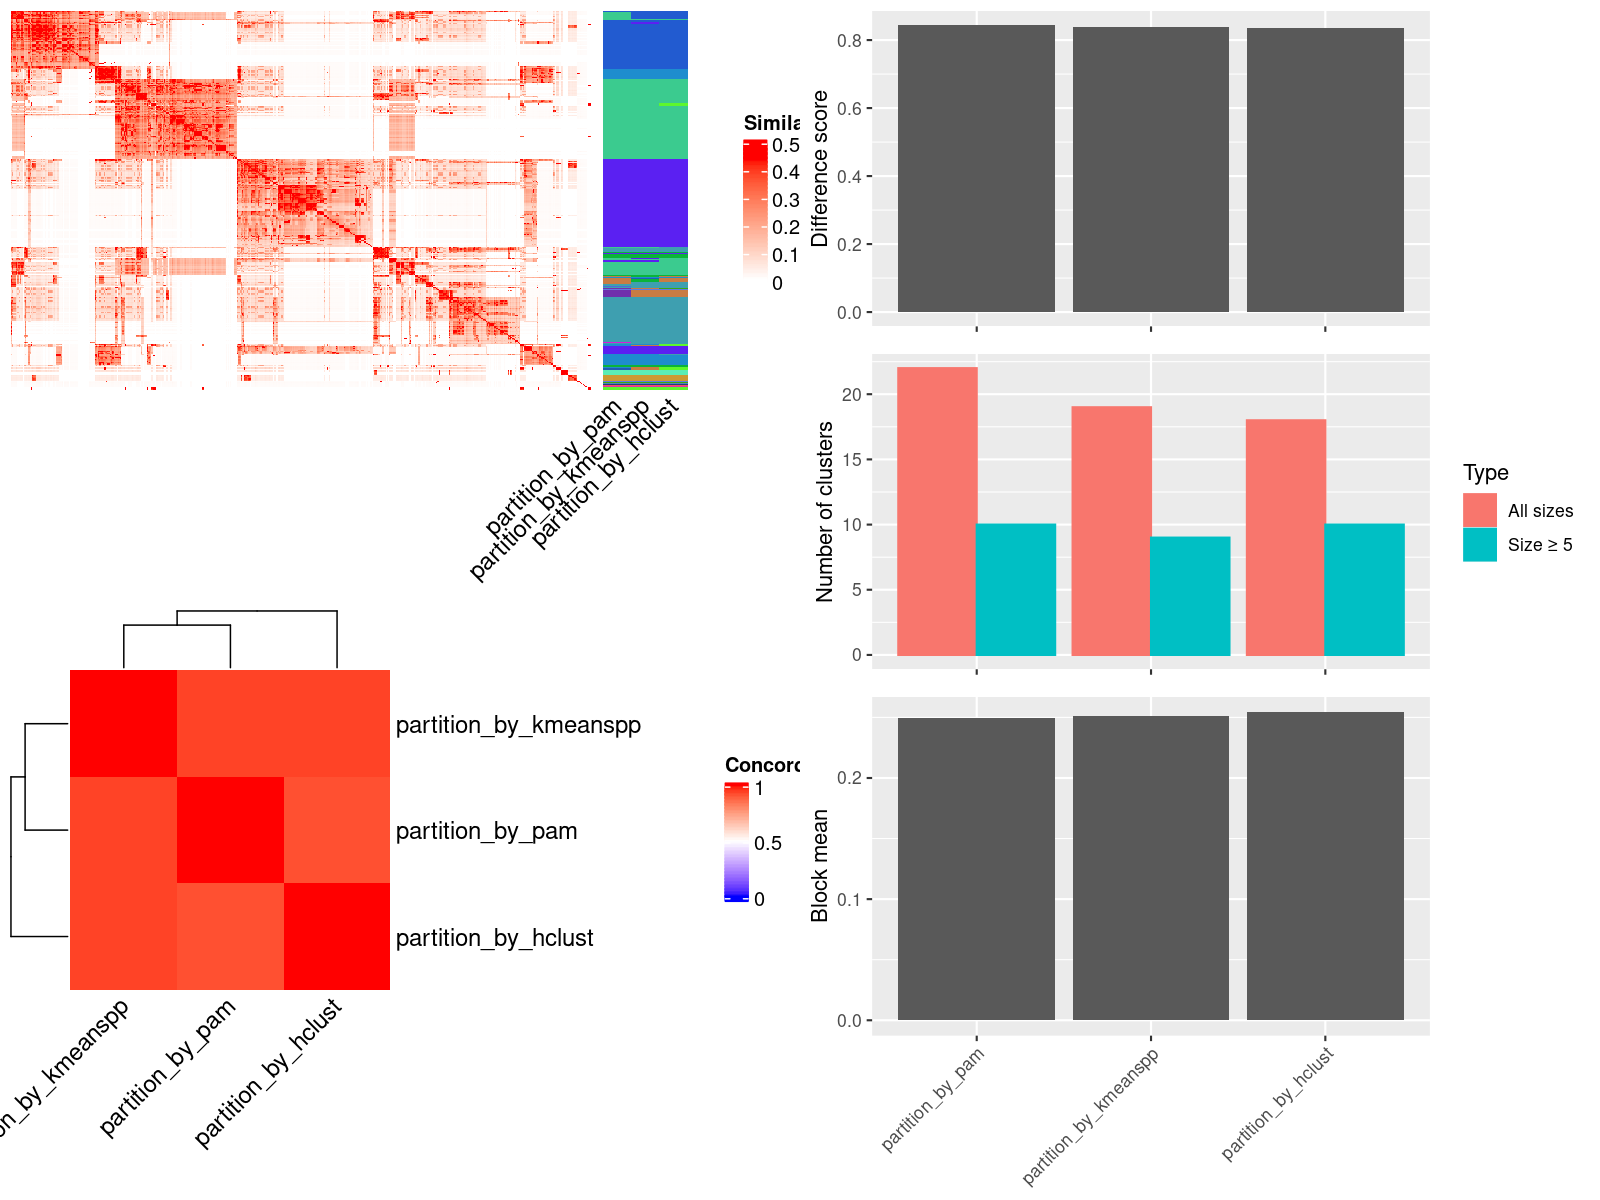 Simila
0.5
0.4
0.3
0.2
0.1
0
partition_by_pam
partition_by_kmeanspp
partition_by_hclust
partition_by_kmeanspp
partition_by_pam
partition_by_hclust
on_by_kmeanspp
partition_by_pam
partition_by_hclust
Concord
1
0.5
0
Difference score
0.8
0.6
0.4
0.2
0.0
Number of clusters
20
15
10
5
0
Type
All sizes
Size ≥ 5
Block mean
0.2
0.1
0.0
partition_by_pam
partition_by_kmeanspp
partition_by_hclust